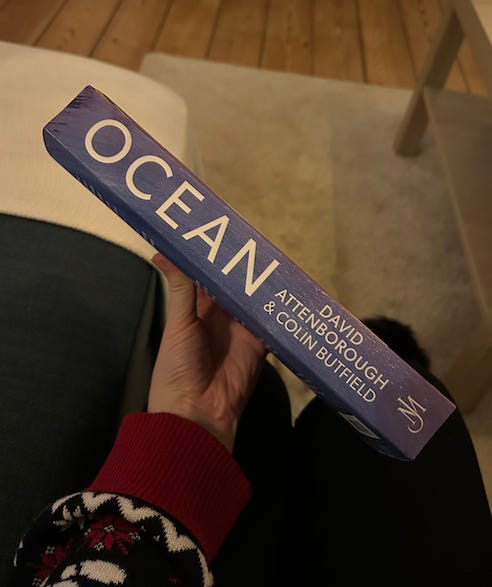 OCEAN
DAVID
ATTENBOROUGH
& COLIN BUTFIELD